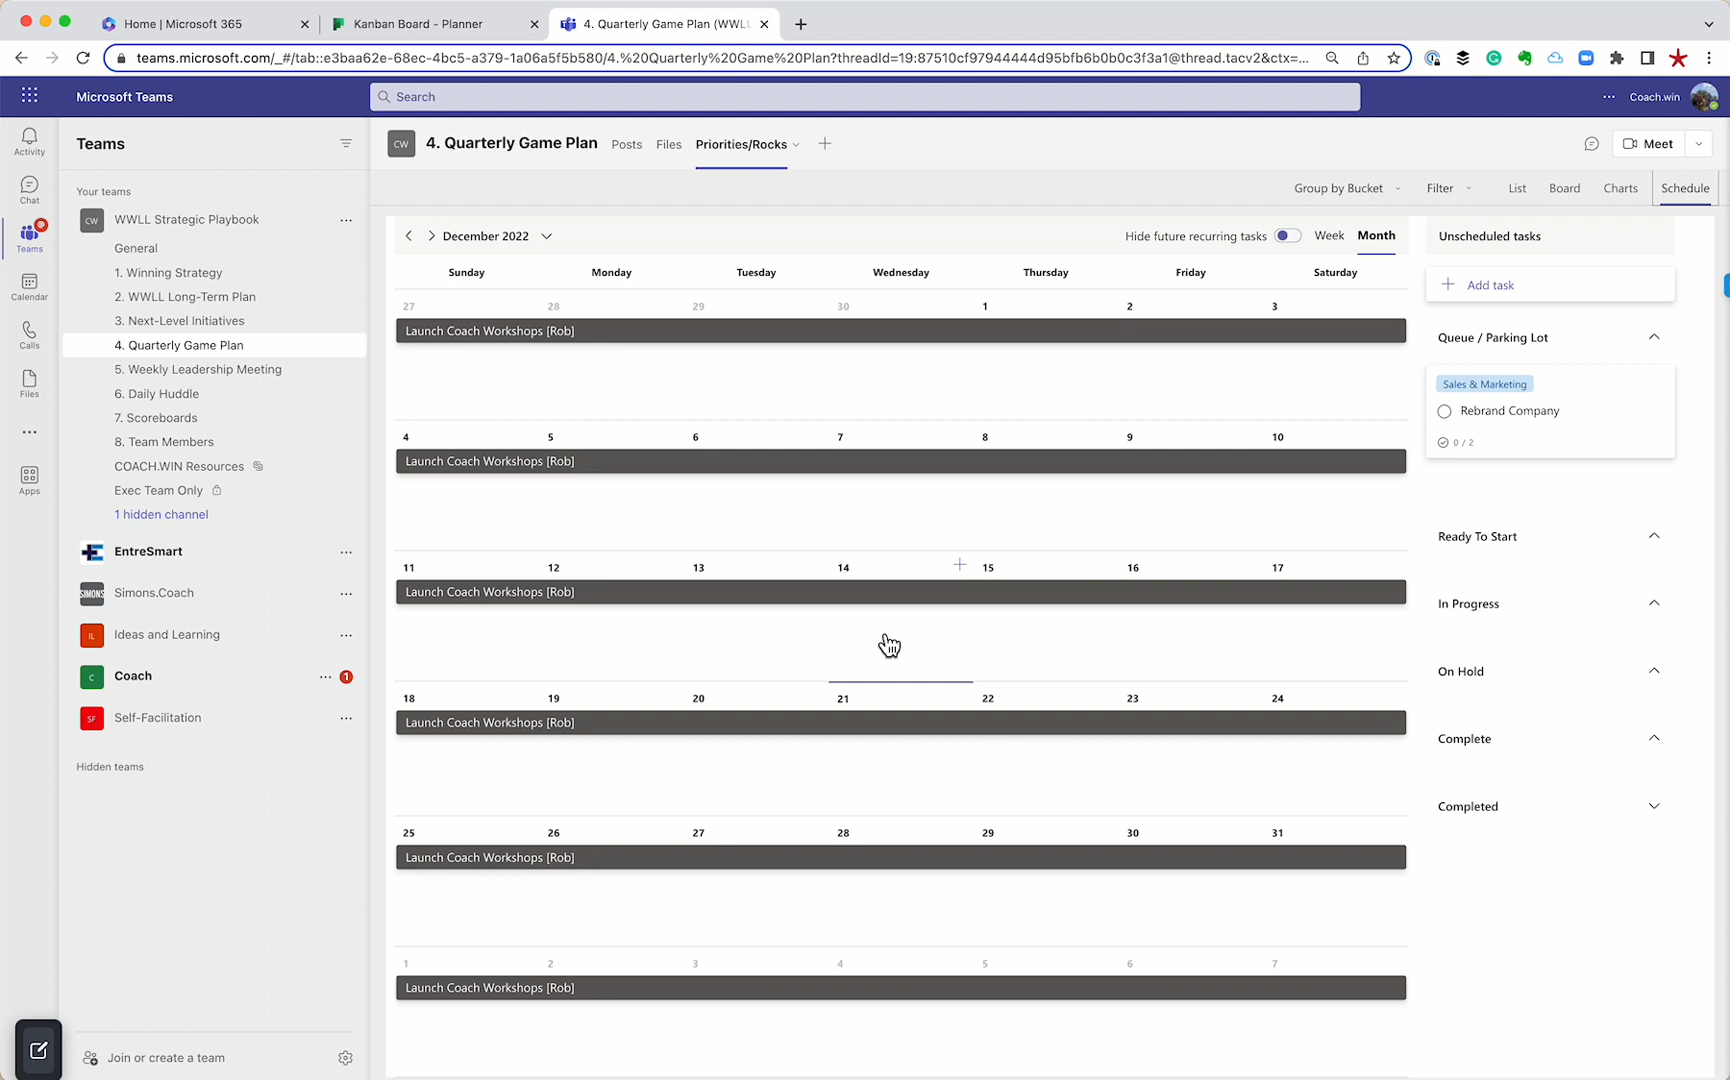 Home | Microsoft 365
Kanban Board - Planner
4. Quarterly Game Plan (WWLL
teams.microsoft.com/_#/tab::e3baa62e-68ec-4bc5-a379-1a06a5f5b580/4.%20Quarterly%20Game%20Plan?threadId=19:87510cf97944444d95bfb6b0b0c3f3a1@thread.tacv2&ctx=...
Microsoft Teams
Search
Coach.win
Activity
Chat
Teams
Calendar
Calls
Files
Apps
Teams
Your teams
CW WWLL Strategic Playbook
General
1. Winning Strategy
2. WWLL Long-Term Plan
3. Next-Level Initiatives
4. Quarterly Game Plan
5. Weekly Leadership Meeting
6. Daily Huddle
7. Scoreboards
8. Team Members
COACH.WIN Resources
Exec Team Only
1 hidden channel
EntreSmart
SIMONS Simons.Coach
IL Ideas and Learning
C Coach 1
SF Self-Facilitation
Hidden teams
Join or create a team
CW 4. Quarterly Game Plan Posts Files Priorities/Rocks
Meet
Group by Bucket Filter List Board Charts Schedule
December 2022 Hide future recurring tasks Week Month
Sunday Monday Tuesday Wednesday Thursday Friday Saturday
27 28 29 30 1 2 3
Launch Coach Workshops [Rob]
4 5 6 7 8 9 10
Launch Coach Workshops [Rob]
11 12 13 14 15 16 17
Launch Coach Workshops [Rob]
18 19 20 21 22 23 24
Launch Coach Workshops [Rob]
25 26 27 28 29 30 31
Launch Coach Workshops [Rob]
1 2 3 4 5 6 7
Launch Coach Workshops [Rob]
Unscheduled tasks
Add task
Queue / Parking Lot
Sales & Marketing
Rebrand Company
0 / 2
Ready To Start
In Progress
On Hold
Complete
Completed